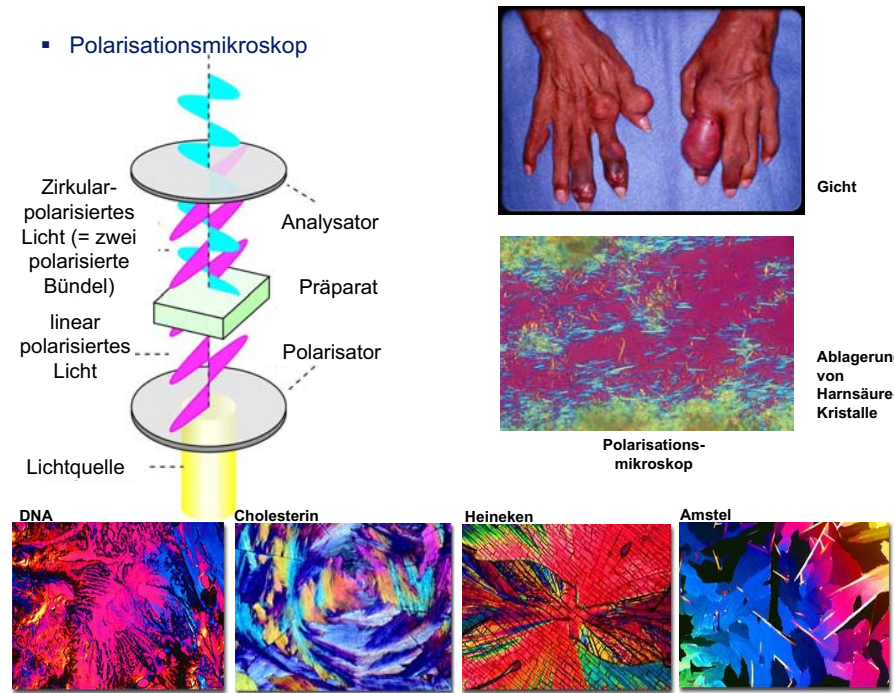 ▪ Polarisationsmikroskop
Zirkular-
polarisiertes
Licht (= zwei
polarisierte
Bündel)
Analysator
Präparat
linear
polarisiertes
Licht
Polarisator
Lichtquelle
Gicht
Ablagerun
von
Harnsäure
Kristalle
Polarisations-
mikroskop
DNA
Cholesterin
Heineken
Amstel